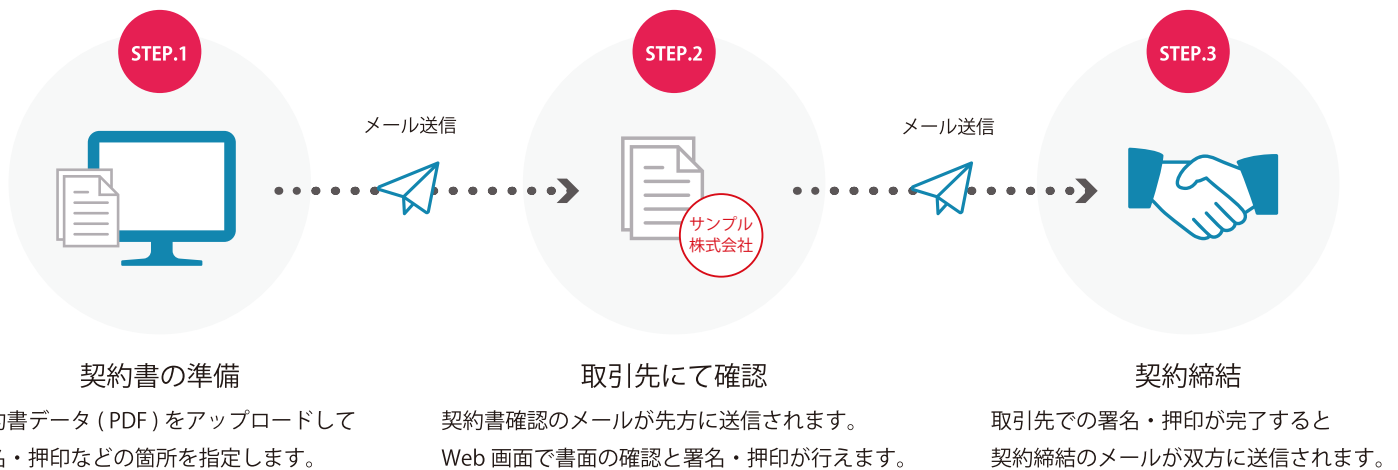 STEP.1
STEP.2
STEP.3
メール送信
メール送信
サンプル
株式会社
契約書の準備
約書データ ( PDF ) をアップロードして
名・押印などの箇所を指定します。
取引先にて確認
契約書確認のメールが先方に送信されます。
Web 画面で書面の確認と署名・押印が行えます。
契約締結
取引先での署名・押印が完了すると
契約締結のメールが双方に送信されます。